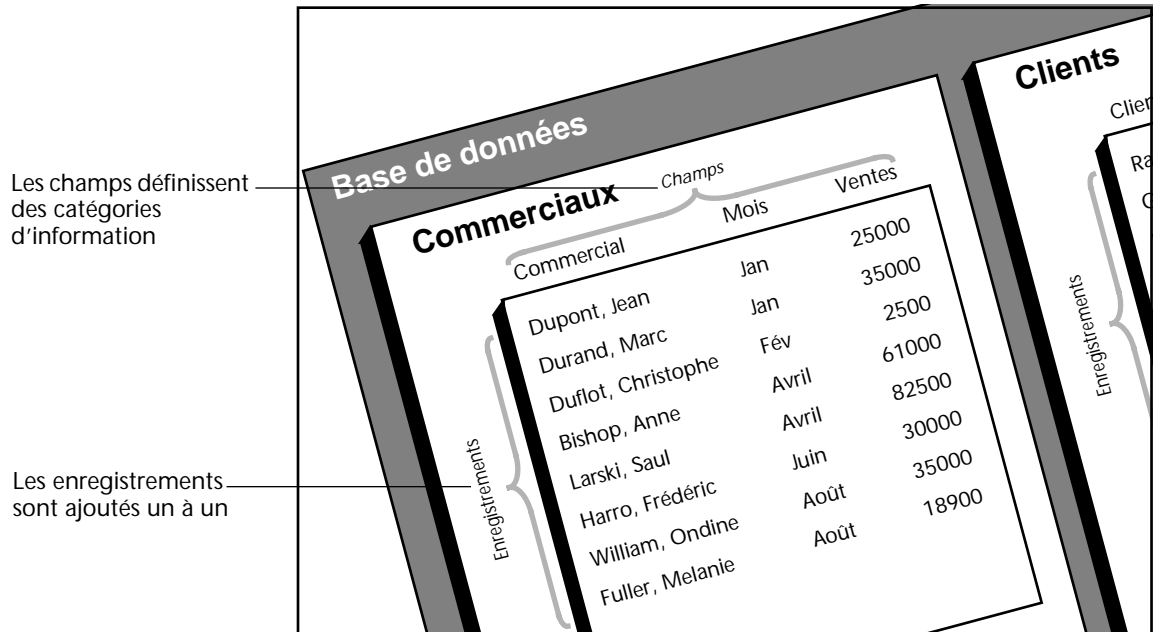 Les champs définissent
des catégories
d'information
Les enregistrements
sont ajoutés un à un
Base de données
Commerciaux
Champs
Commercial Mois Ventes
Enregistrements
Dupont, Jean Jan 25000
Durand, Marc Jan 35000
Duflot, Christophe Fév 2500
Bishop, Anne Avril 61000
Larski, Saul Avril 82500
Harro, Frédéric Juin 30000
William, Ondine Août 35000
Fuller, Melanie Août 18900
Clients
Enregistrements